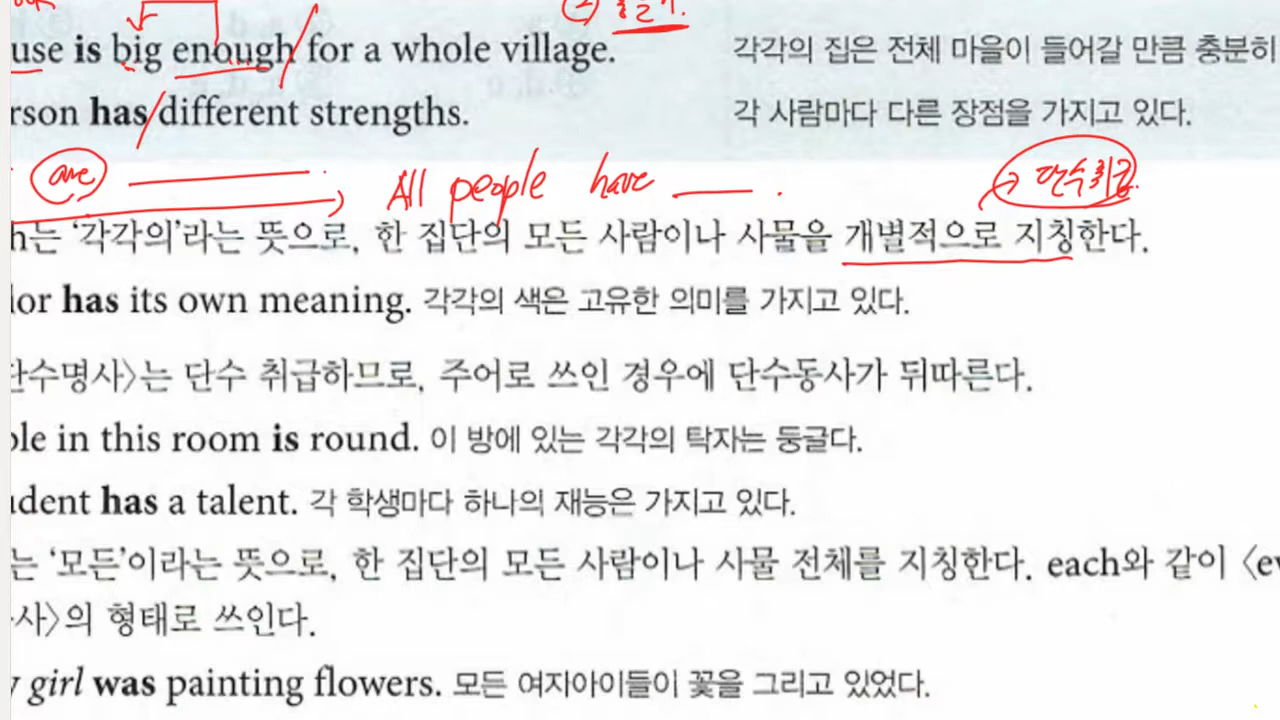 use is big enough for a whole village. 각각의 집은 전체 마을이 들어갈 만큼 충분히
rson has different strengths. 각 사람마다 다른 장점을 가지고 있다.
are All people have 단수취급
h는 ‘각각의’라는 뜻으로, 한 집단의 모든 사람이나 사물을 개별적으로 지칭한다.
lor has its own meaning. 각각의 색은 고유한 의미를 가지고 있다.
단수명사〉는 단수 취급하므로, 주어로 쓰인 경우에 단수동사가 뒤따른다.
ble in this room is round. 이 방에 있는 각각의 탁자는 둥글다.
udent has a talent. 각 학생마다 하나의 재능은 가지고 있다.
는 ‘모든’이라는 뜻으로, 한 집단의 모든 사람이나 사물 전체를 지칭한다. each와 같이 〈ev
사〉의 형태로 쓰인다.
y girl was painting flowers. 모든 여자아이들이 꽃을 그리고 있었다.